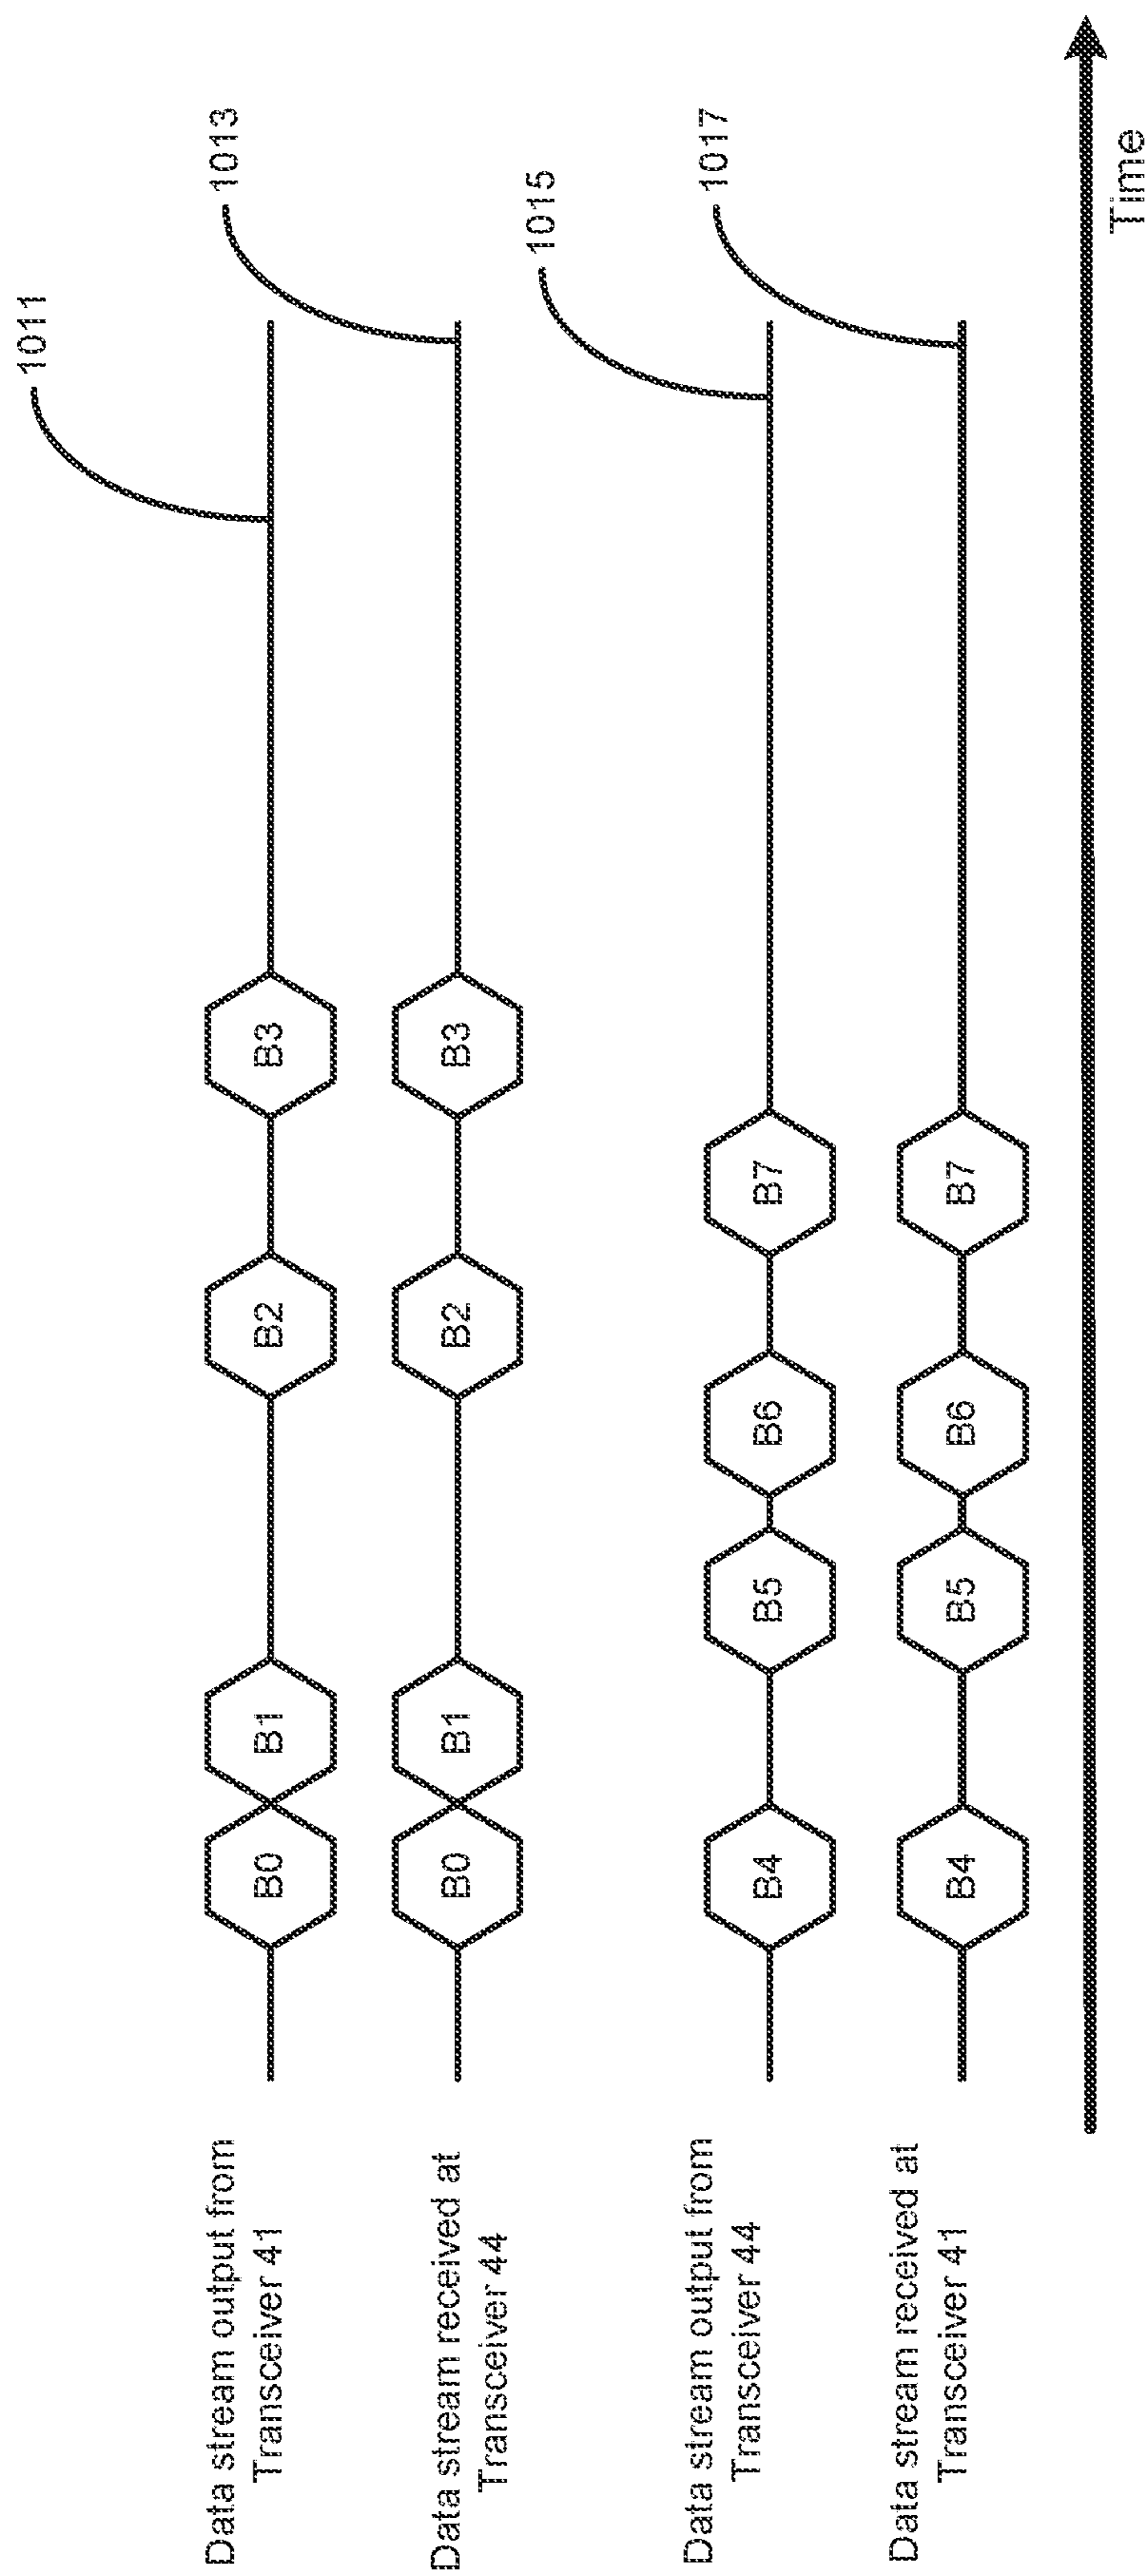 1011
1013
Data stream output from
Transceiver 41
B0
B1
B2
B3
Data stream received at
Transceiver 44
B0
B1
B2
B3
1015
1017
Data stream output from
Transceiver 44
B4
B5
B6
B7
Data stream received at
Transceiver 41
B4
B5
B6
B7
Time